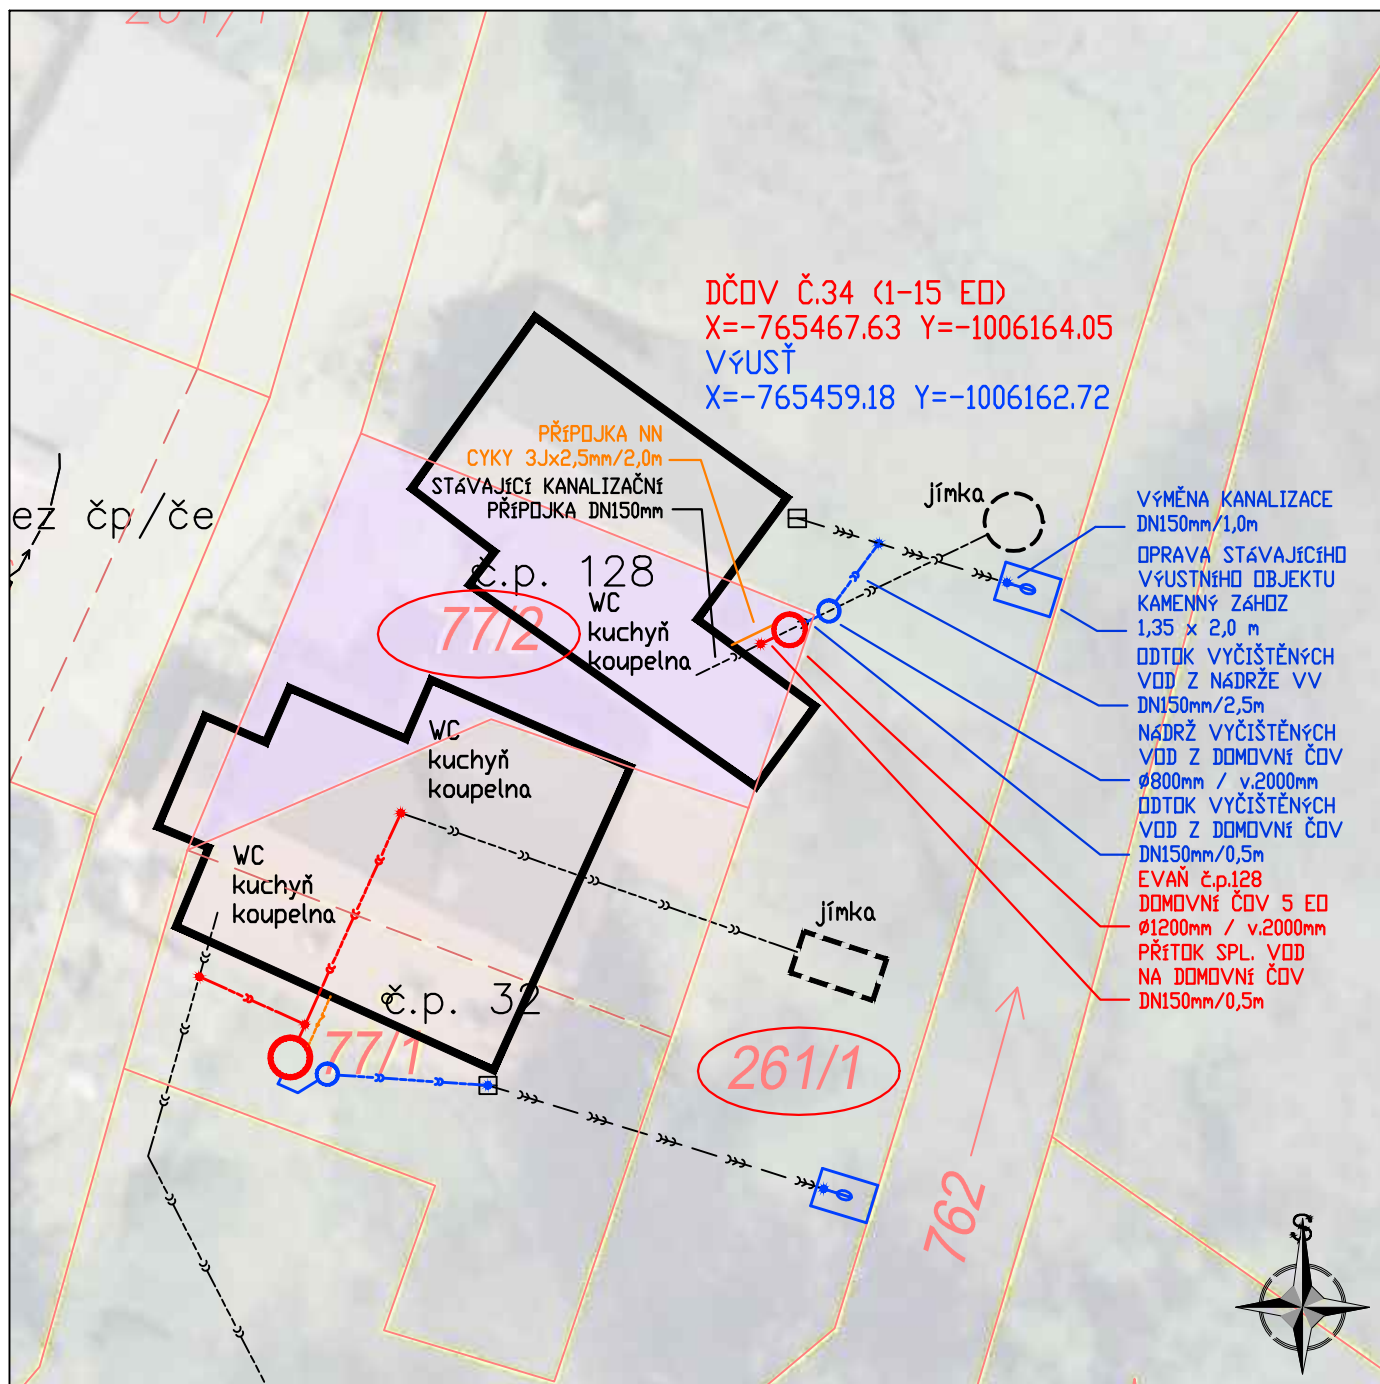 261/1
DČOV Č.34 (1-15 EO)
X=-765467.63 Y=-1006164.05
VÝUSŤ
X=-765459.18 Y=-1006162.72
PŘÍPOJKA NN
CYKY 3Jx2,5mm/2,0m
STÁVAJÍCÍ KANALIZAČNÍ
PŘÍPOJKA DN150mm
ez čp/če
č.p. 128
77/2
WC
kuchyň
koupelna
jímka
VÝMĚNA KANALIZACE
DN150mm/1,0m
OPRAVA STÁVAJÍCÍHO
VÝUSTNÍHO OBJEKTU
KAMENNÝ ZÁHOZ
1,35 x 2,0 m
ODTOK VYČIŠTĚNÝCH
VOD Z NÁDRŽE VV
DN150mm/2,5m
NÁDRŽ VYČIŠTĚNÝCH
VOD Z DOMOVNÍ ČOV
Ø800mm / v.2000mm
ODTOK VYČIŠTĚNÝCH
VOD Z DOMOVNÍ ČOV
DN150mm/0,5m
EVAŇ č.p.128
DOMOVNÍ ČOV 5 EO
Ø1200mm / v.2000mm
PŘÍTOK SPL. VOD
NA DOMOVNÍ ČOV
DN150mm/0,5m
WC
kuchyň
koupelna
WC
kuchyň
koupelna
jímka
č.p. 32
77/1
261/1
762
S